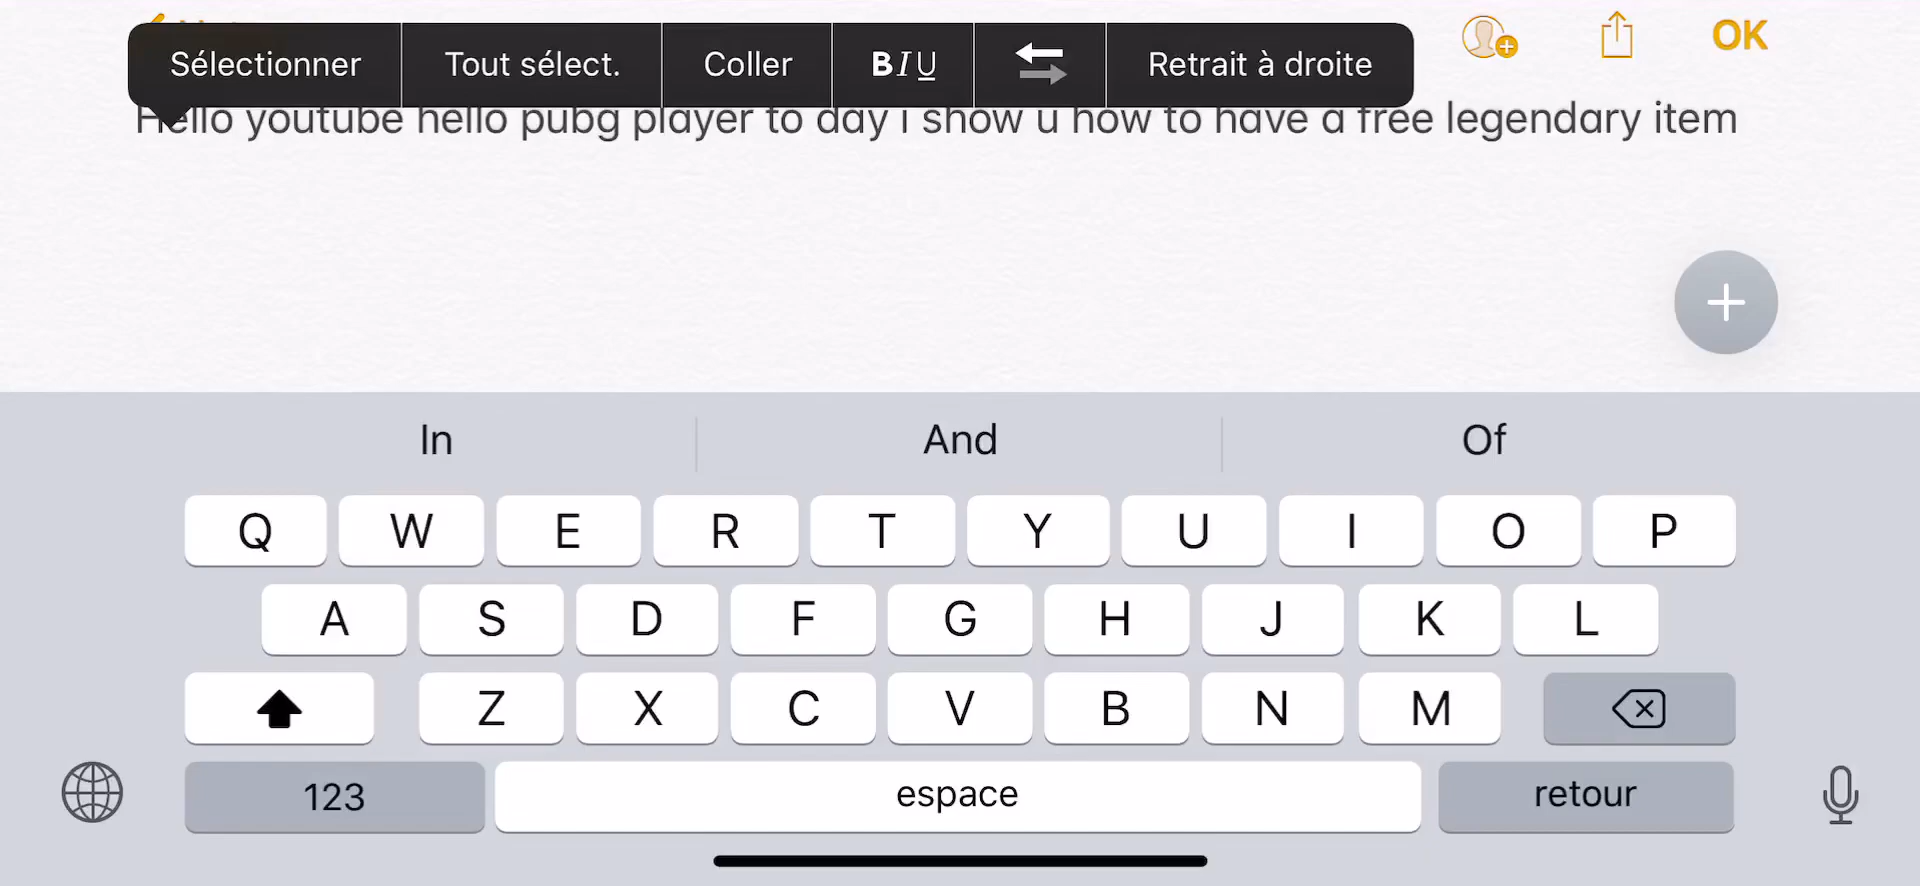 OK
Sélectionner Tout sélect. Coller BIU Retrait à droite
Hello youtube hello pubg player to day i show u how to have a free legendary item
In And Of
Q W E R T Y U I O P
A S D F G H J K L
Z X C V B N M
123 espace retour